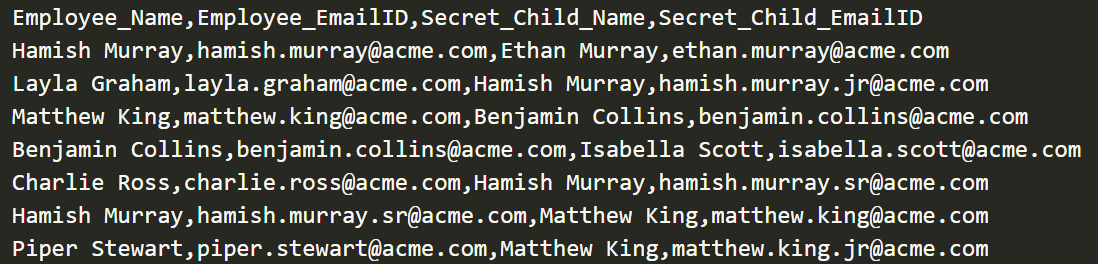 Employee_Name,Employee_EmailID,Secret_Child_Name,Secret_Child_EmailID
Hamish Murray,hamish.murray@acme.com,Ethan Murray,ethan.murray@acme.com
Layla Graham,layla.graham@acme.com,Hamish Murray,hamish.murray.jr@acme.com
Matthew King,matthew.king@acme.com,Benjamin Collins,benjamin.collins@acme.com
Benjamin Collins,benjamin.collins@acme.com,Isabella Scott,isabella.scott@acme.com
Charlie Ross,charlie.ross@acme.com,Hamish Murray,hamish.murray.sr@acme.com
Hamish Murray,hamish.murray.sr@acme.com,Matthew King,matthew.king@acme.com
Piper Stewart,piper.stewart@acme.com,Matthew King,matthew.king.jr@acme.com